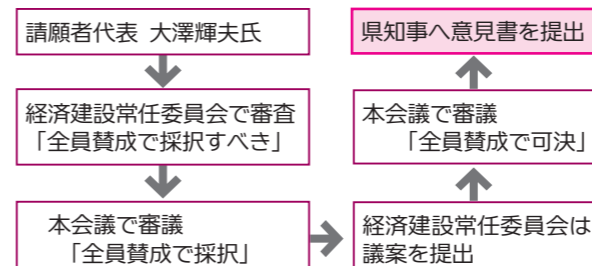 請願者代表 大澤輝夫氏
経済建設常任委員会で審査
「全員賛成で採択すべき」
本会議で審議
「全員賛成で採択」
経済建設常任委員会は
議案を提出
本会議で審議
「全員賛成で可決」
県知事へ意見書を提出